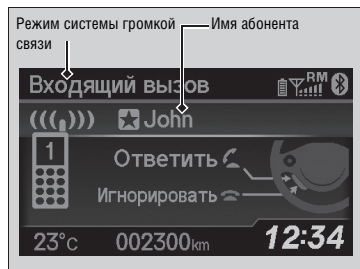 Режим системы громкой связи
Имя абонента
Входящий вызов
RM
John
1
Ответить
Игнорировать
23°c
002300km
12:34